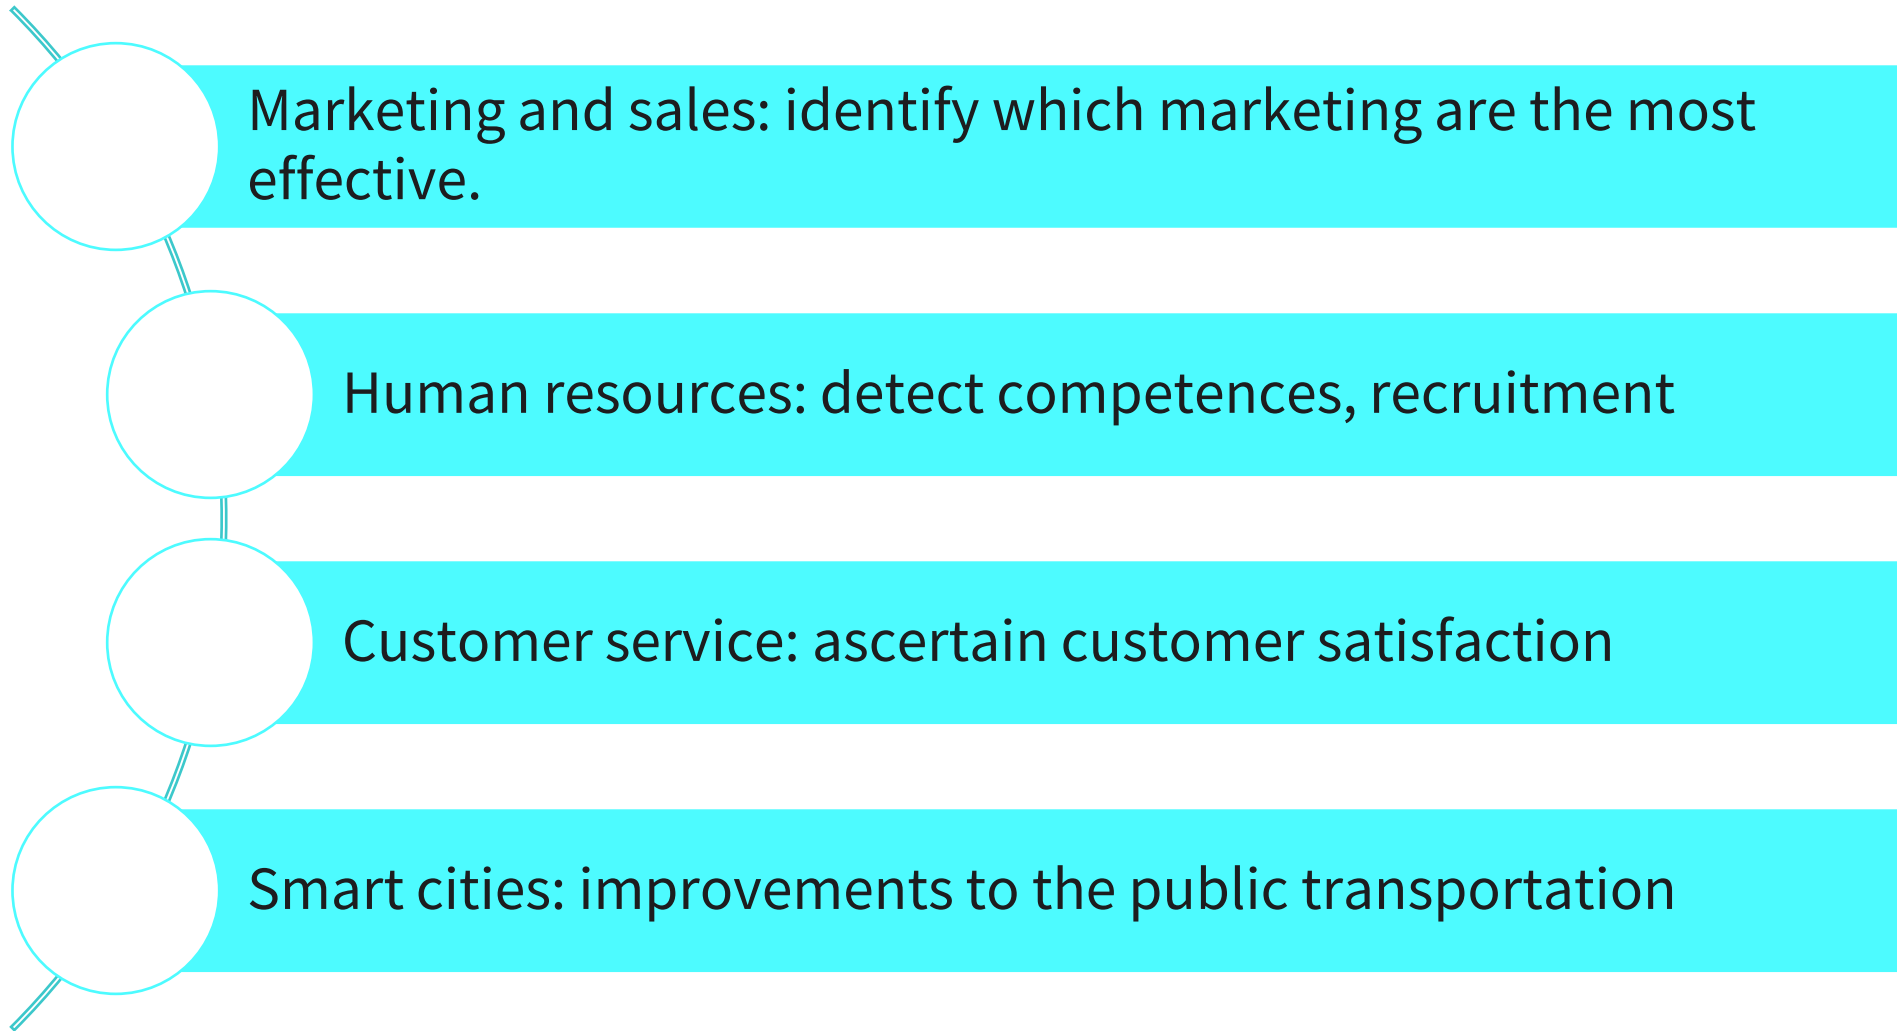 Marketing and sales: identify which marketing are the most
effective.
Human resources: detect competences, recruitment
Customer service: ascertain customer satisfaction
Smart cities: improvements to the public transportation